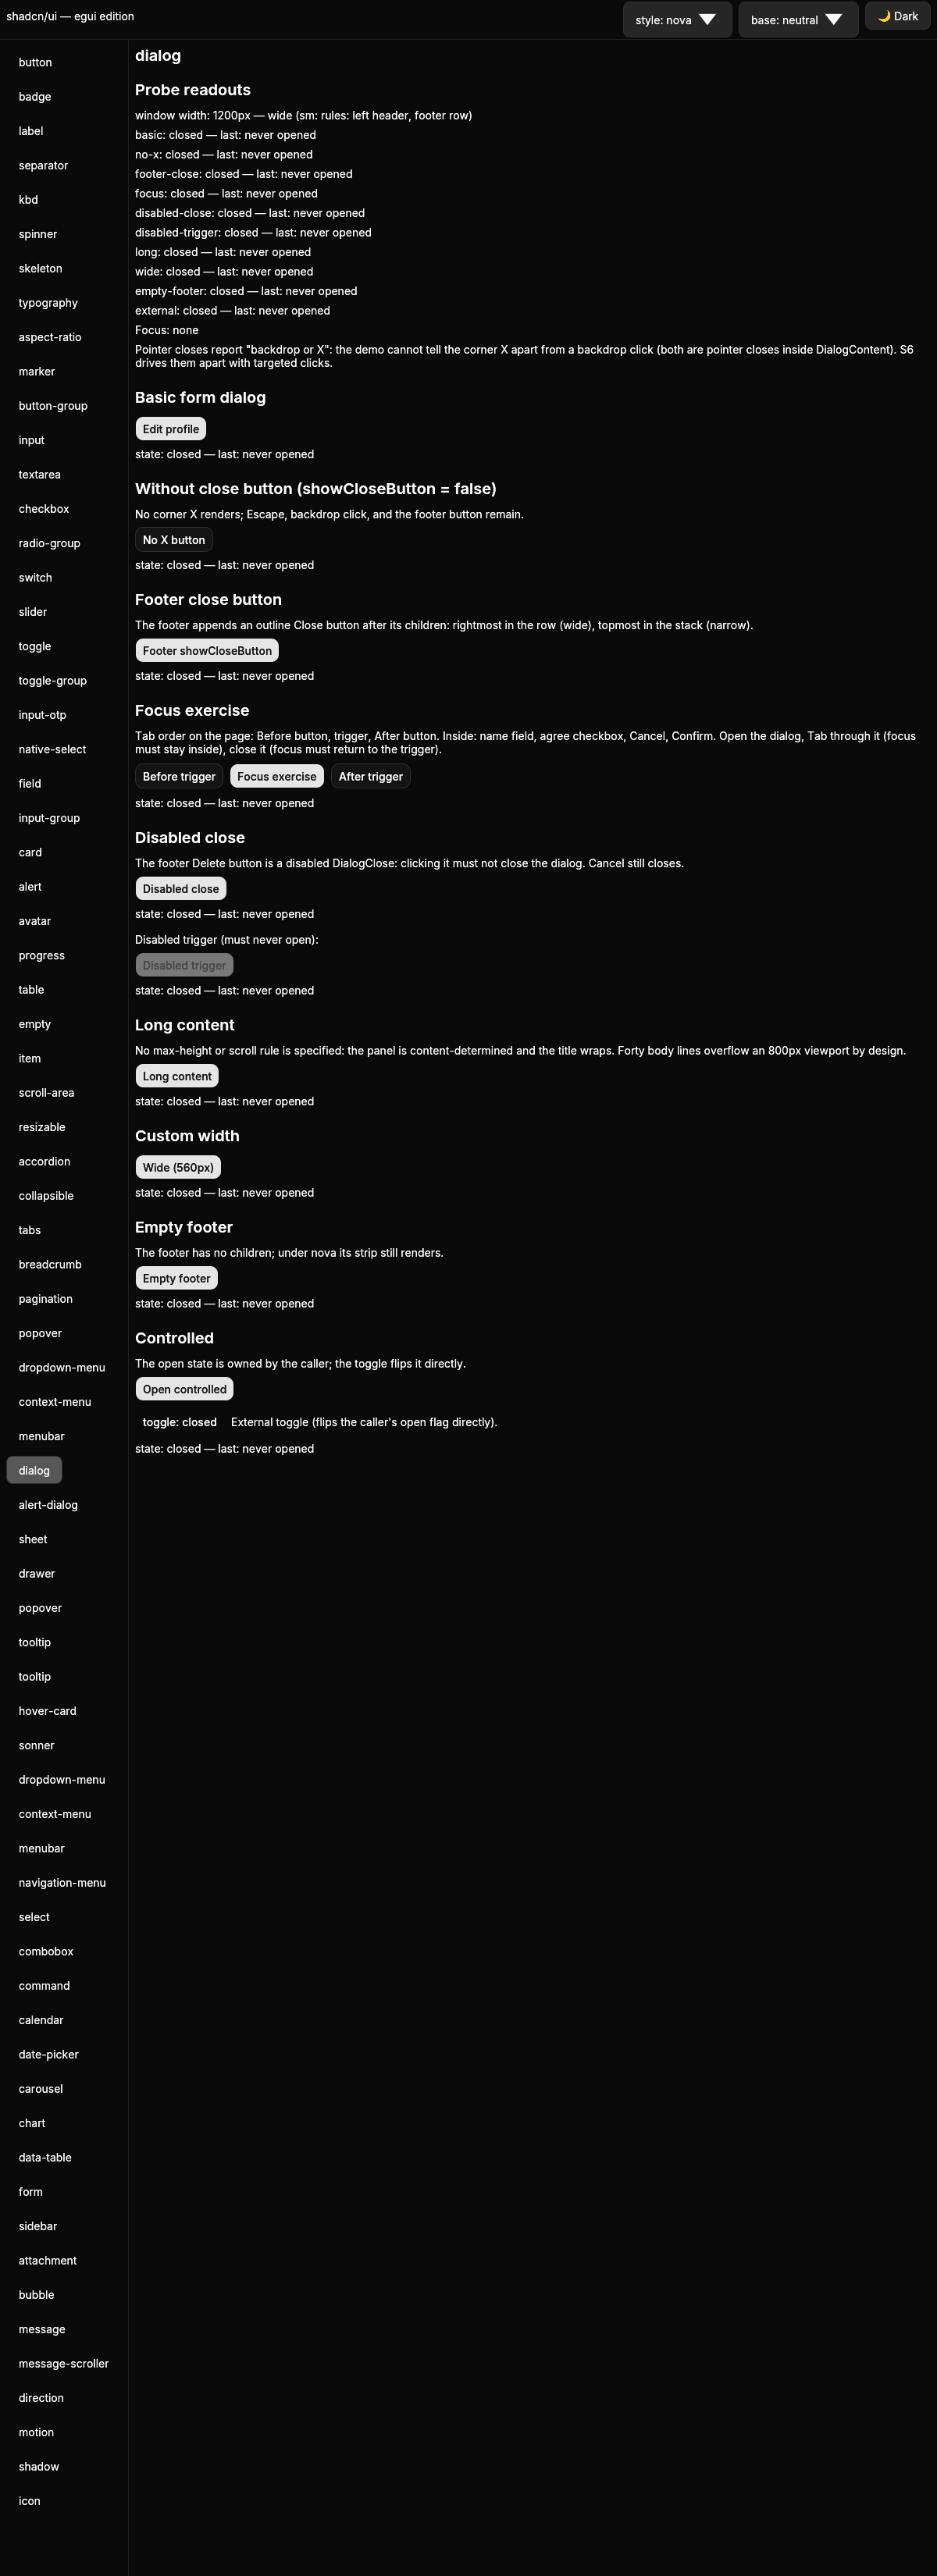 shadcn/ui — egui edition
style: nova
base: neutral
🌙 Dark
button
badge
label
separator
kbd
spinner
skeleton
typography
aspect-ratio
marker
button-group
input
textarea
checkbox
radio-group
switch
slider
toggle
toggle-group
input-otp
native-select
field
input-group
card
alert
avatar
progress
table
empty
item
scroll-area
resizable
accordion
collapsible
tabs
breadcrumb
pagination
popover
dropdown-menu
context-menu
menubar
dialog
alert-dialog
sheet
drawer
popover
tooltip
tooltip
hover-card
sonner
dropdown-menu
context-menu
menubar
navigation-menu
select
combobox
command
calendar
date-picker
carousel
chart
data-table
form
sidebar
attachment
bubble
message
message-scroller
direction
motion
shadow
icon
dialog
Probe readouts
window width: 1200px — wide (sm: rules: left header, footer row)
basic: closed — last: never opened
no-x: closed — last: never opened
footer-close: closed — last: never opened
focus: closed — last: never opened
disabled-close: closed — last: never opened
disabled-trigger: closed — last: never opened
long: closed — last: never opened
wide: closed — last: never opened
empty-footer: closed — last: never opened
external: closed — last: never opened
Focus: none
Pointer closes report "backdrop or X": the demo cannot tell the corner X apart from a backdrop click (both are pointer closes inside DialogContent). S6
drives them apart with targeted clicks.
Basic form dialog
Edit profile
state: closed — last: never opened
Without close button (showCloseButton = false)
No corner X renders; Escape, backdrop click, and the footer button remain.
No X button
state: closed — last: never opened
Footer close button
The footer appends an outline Close button after its children: rightmost in the row (wide), topmost in the stack (narrow).
Footer showCloseButton
state: closed — last: never opened
Focus exercise
Tab order on the page: Before button, trigger, After button. Inside: name field, agree checkbox, Cancel, Confirm. Open the dialog, Tab through it (focus
must stay inside), close it (focus must return to the trigger).
Before trigger
Focus exercise
After trigger
state: closed — last: never opened
Disabled close
The footer Delete button is a disabled DialogClose: clicking it must not close the dialog. Cancel still closes.
Disabled close
state: closed — last: never opened
Disabled trigger (must never open):
Disabled trigger
state: closed — last: never opened
Long content
No max-height or scroll rule is specified: the panel is content-determined and the title wraps. Forty body lines overflow an 800px viewport by design.
Long content
state: closed — last: never opened
Custom width
Wide (560px)
state: closed — last: never opened
Empty footer
The footer has no children; under nova its strip still renders.
Empty footer
state: closed — last: never opened
Controlled
The open state is owned by the caller; the toggle flips it directly.
Open controlled
toggle: closed
External toggle (flips the caller's open flag directly).
state: closed — last: never opened